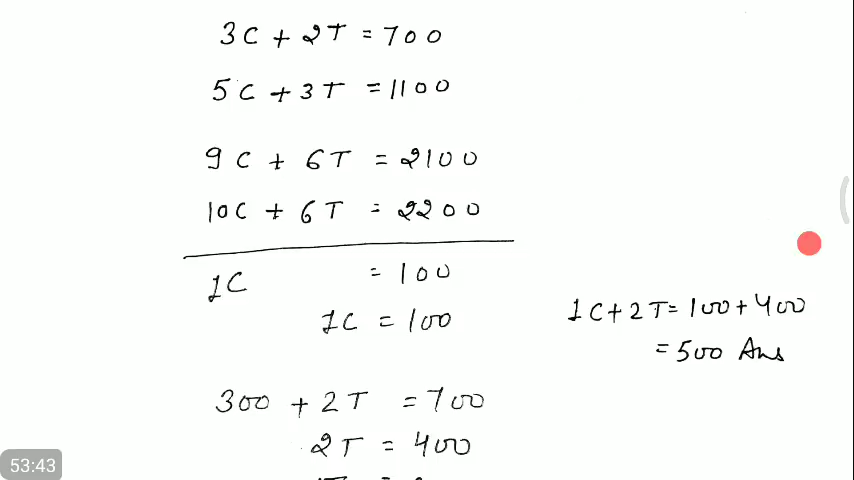 3C + 2T = 700
5C + 3T = 1100
9C + 6T = 2100
10C + 6T = 2200
1C = 100
1C = 100
1C + 2T = 100 + 400
= 500 Ans
300 + 2T = 700
2T = 400
53:43